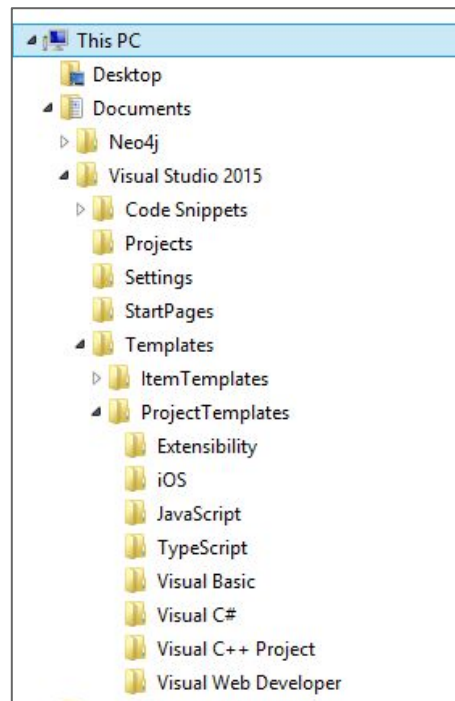 This PC
Desktop
Documents
Neo4j
Visual Studio 2015
Code Snippets
Projects
Settings
StartPages
Templates
ItemTemplates
ProjectTemplates
Extensibility
iOS
JavaScript
TypeScript
Visual Basic
Visual C#
Visual C++ Project
Visual Web Developer